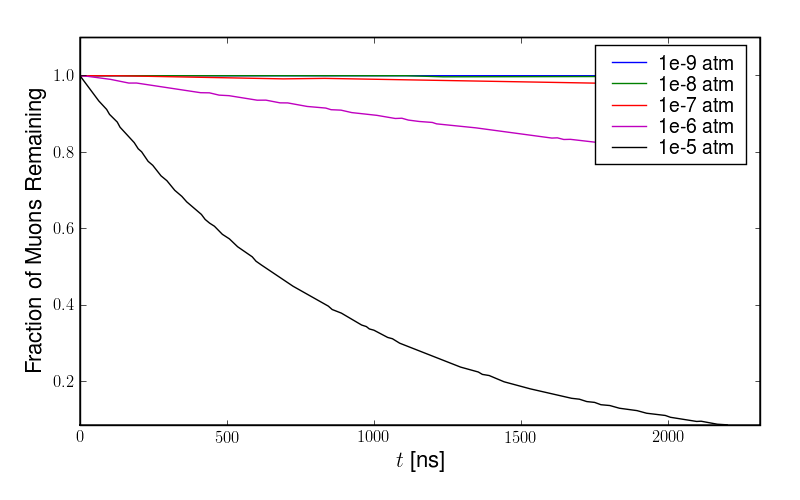 1e-9 atm
1e-8 atm
1e-7 atm
1e-6 atm
1e-5 atm
Fraction of Muons Remaining
1.0
0.8
0.6
0.4
0.2
0 500 1000 1500 2000
t [ns]